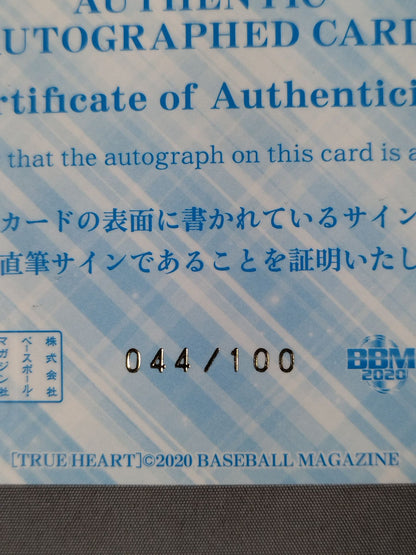 AUTHENTIC
AUTOGRAPHED CARD
rtificate of Authentici
that the autograph on this card is a
カードの表面に書かれているサイン
直筆サインであることを証明いたし
株式会社
ベースボール・
マガジン社
044/100
BBM
2020
[TRUE HEART]©2020 BASEBALL MAGAZINE